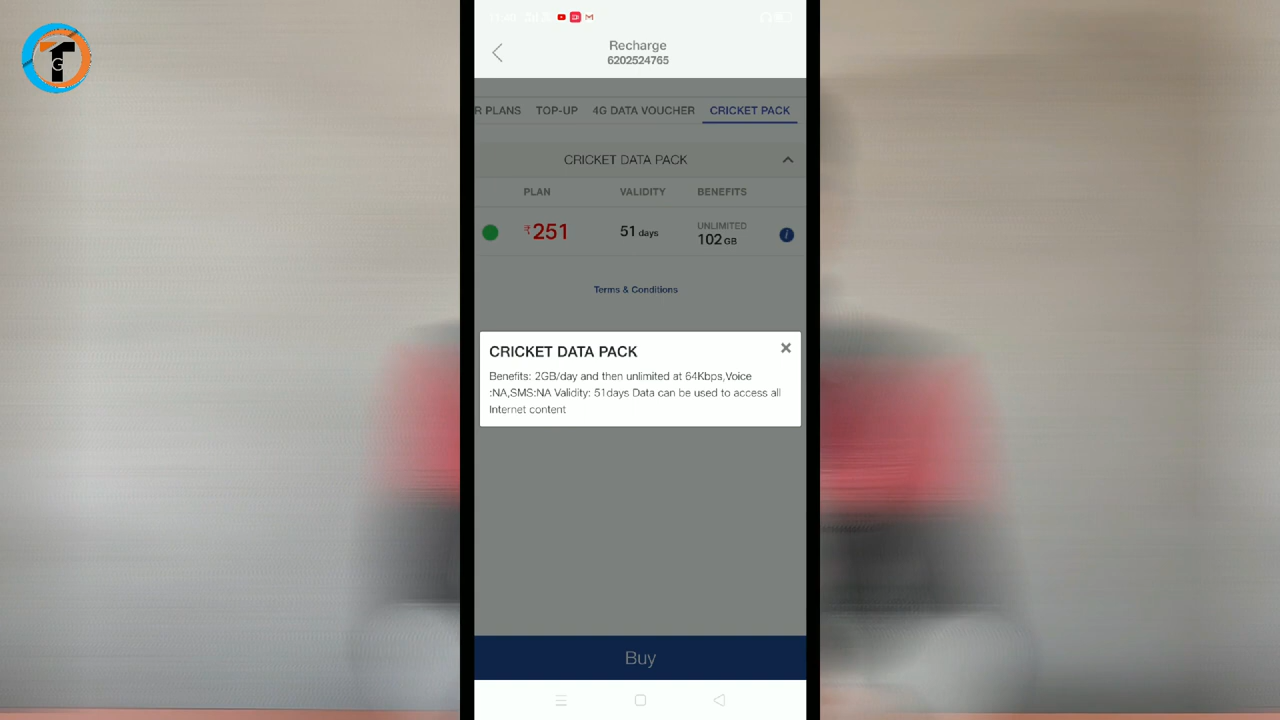 TG
Recharge
6202524765
R PLANS TOP-UP 4G DATA VOUCHER CRICKET PACK
CRICKET DATA PACK
PLAN VALIDITY BENEFITS
₹251 51 days UNLIMITED 102 GB
Terms & Conditions
CRICKET DATA PACK
Benefits: 2GB/day and then unlimited at 64Kbps,Voice
:NA,SMS:NA Validity: 51days Data can be used to access all
Internet content
Buy